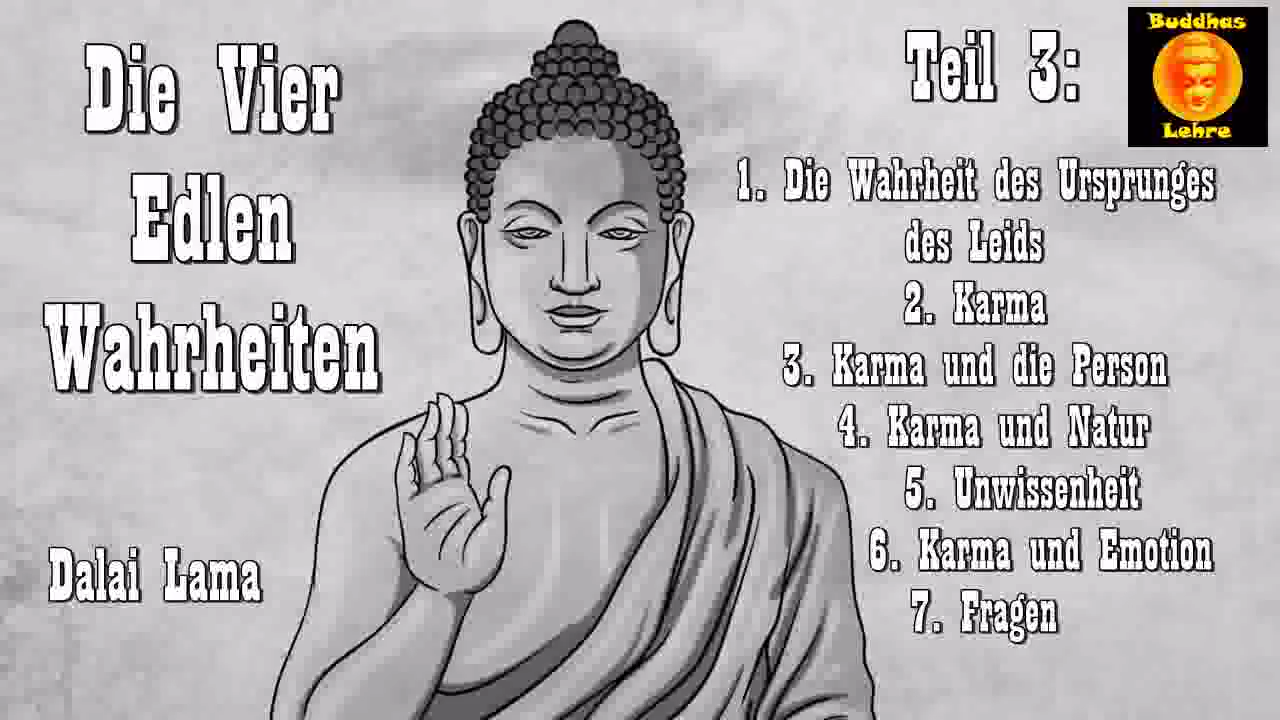 Die Vier
Edlen
Wahrheiten
Dalai Lama
Teil 3:
1. Die Wahrheit des Ursprunges
des Leids
2. Karma
3. Karma und die Person
4. Karma und Natur
5. Unwissenheit
6. Karma und Emotion
7. Fragen
Buddhas
Lehre